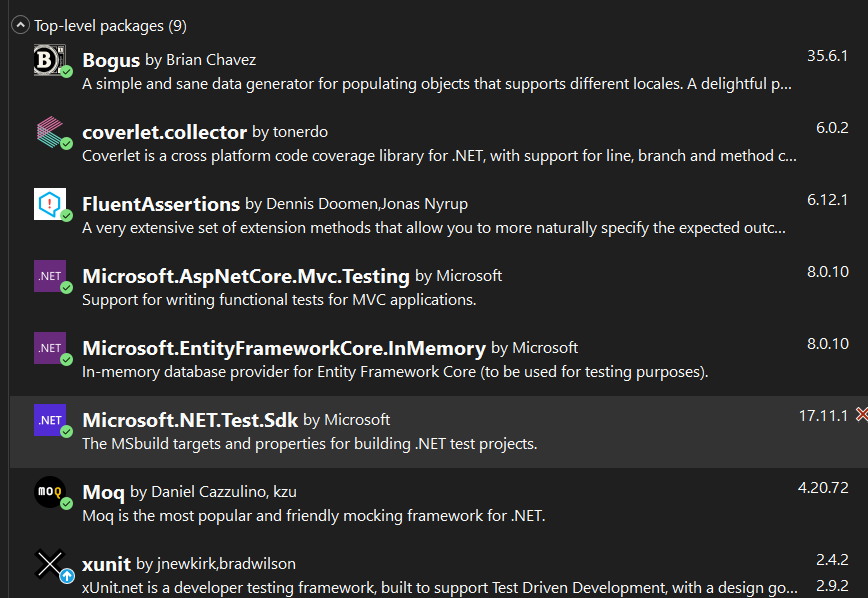 Top-level packages (9)
B
Bogus by Brian Chavez
35.6.1
A simple and sane data generator for populating objects that supports different locales. A delightful p...
coverlet.collector by tonerdo
6.0.2
Coverlet is a cross platform code coverage library for .NET, with support for line, branch and method c...
FluentAssertions by Dennis Doomen,Jonas Nyrup
6.12.1
A very extensive set of extension methods that allow you to more naturally specify the expected outc...
.NET
Microsoft.AspNetCore.Mvc.Testing by Microsoft
8.0.10
Support for writing functional tests for MVC applications.
.NET
Microsoft.EntityFrameworkCore.InMemory by Microsoft
8.0.10
In-memory database provider for Entity Framework Core (to be used for testing purposes).
.NET
Microsoft.NET.Test.Sdk by Microsoft
17.11.1
The MSbuild targets and properties for building .NET test projects.
moq
Moq by Daniel Cazzulino, kzu
4.20.72
Moq is the most popular and friendly mocking framework for .NET.
xunit by jnewkirk,bradwilson
2.4.2
xUnit.net is a developer testing framework, built to support Test Driven Development, with a design go...
2.9.2